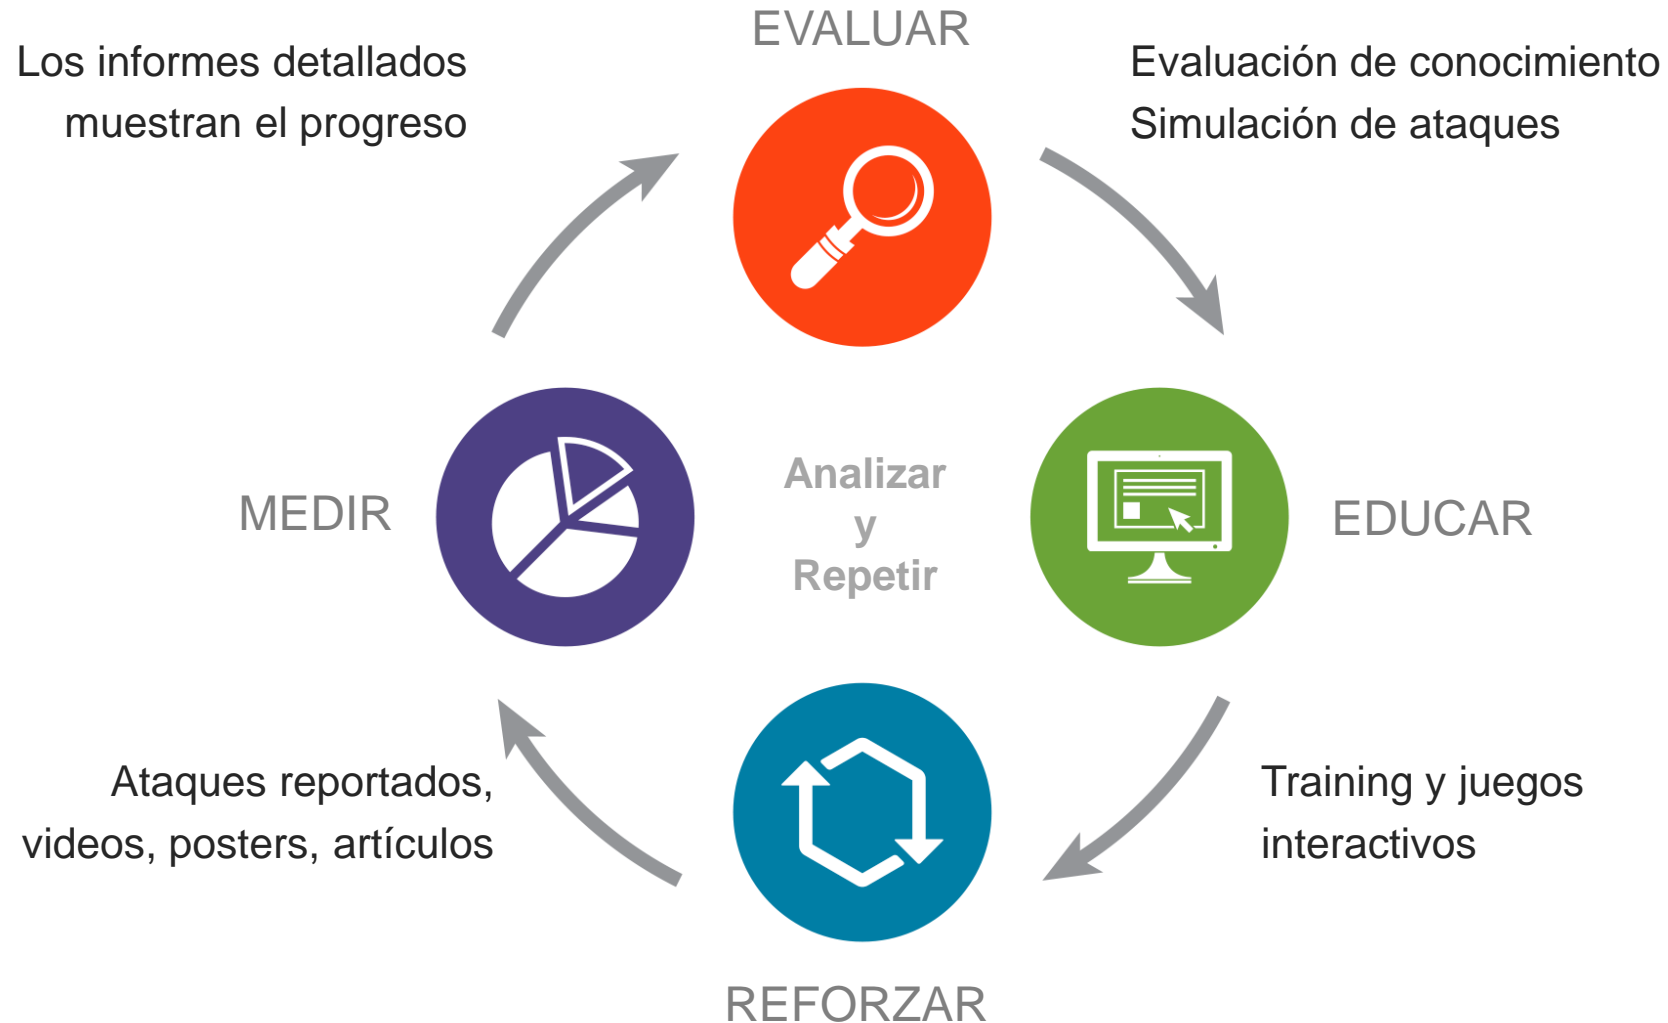 EVALUAR
Los informes detallados
muestran el progreso
Evaluación de conocimiento
Simulación de ataques
MEDIR
Analizar
y
Repetir
EDUCAR
Ataques reportados,
videos, posters, artículos
Training y juegos
interactivos
REFORZAR